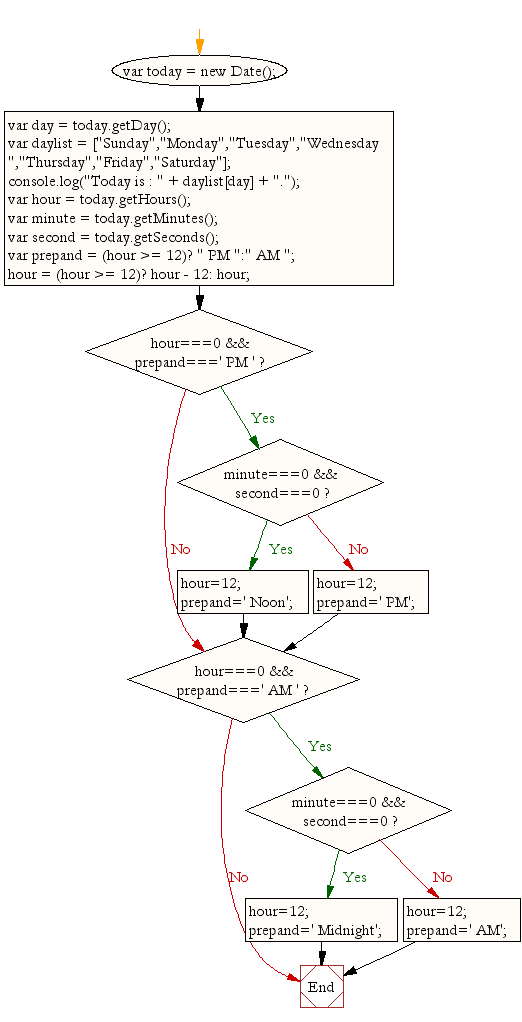 var today = new Date();
var day = today.getDay();
var daylist = ["Sunday","Monday","Tuesday","Wednesday
","Thursday","Friday","Saturday"];
console.log("Today is : " + daylist[day] + ".");
var hour = today.getHours();
var minute = today.getMinutes();
var second = today.getSeconds();
var prepand = (hour >= 12)? " PM ":" AM ";
hour = (hour >= 12)? hour - 12: hour;
hour===0 &&
prepand===' PM ' ?
Yes
minute===0 &&
second===0 ?
No
Yes
No
hour=12;
prepand=' Noon';
hour=12;
prepand=' PM';
hour===0 &&
prepand===' AM ' ?
Yes
minute===0 &&
second===0 ?
No
Yes
No
hour=12;
prepand=' Midnight';
hour=12;
prepand=' AM';
End